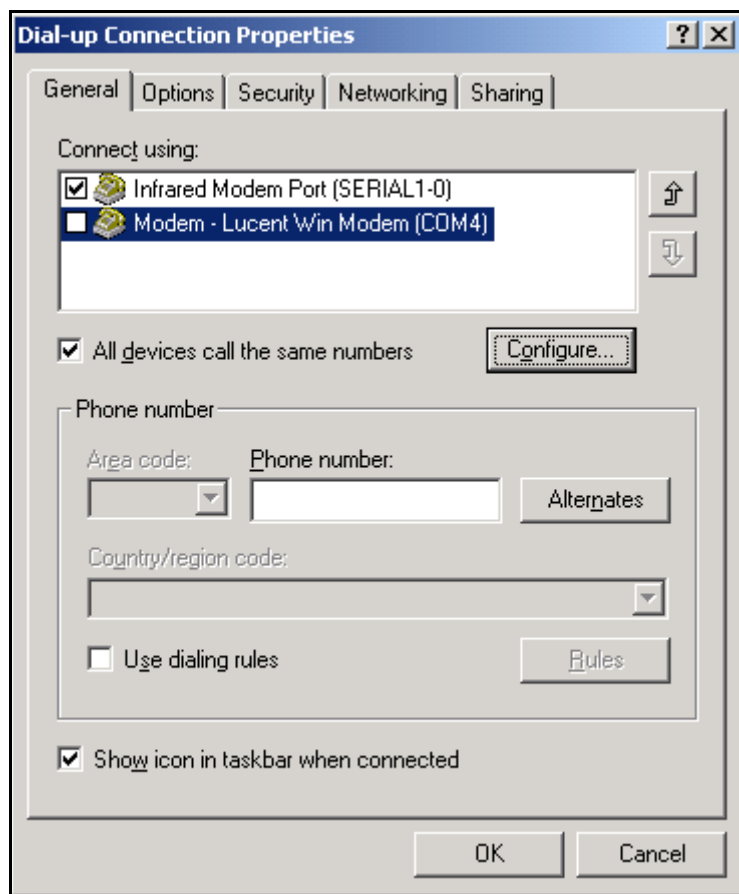 Dial-up Connection Properties
General Options Security Networking Sharing
Connect using:
Infrared Modem Port (SERIAL1-0)
Modem - Lucent Win Modem (COM4)
All devices call the same numbers Configure...
Phone number
Area code: Phone number:
Alternates
Country/region code:
Use dialing rules Rules
Show icon in taskbar when connected
OK Cancel